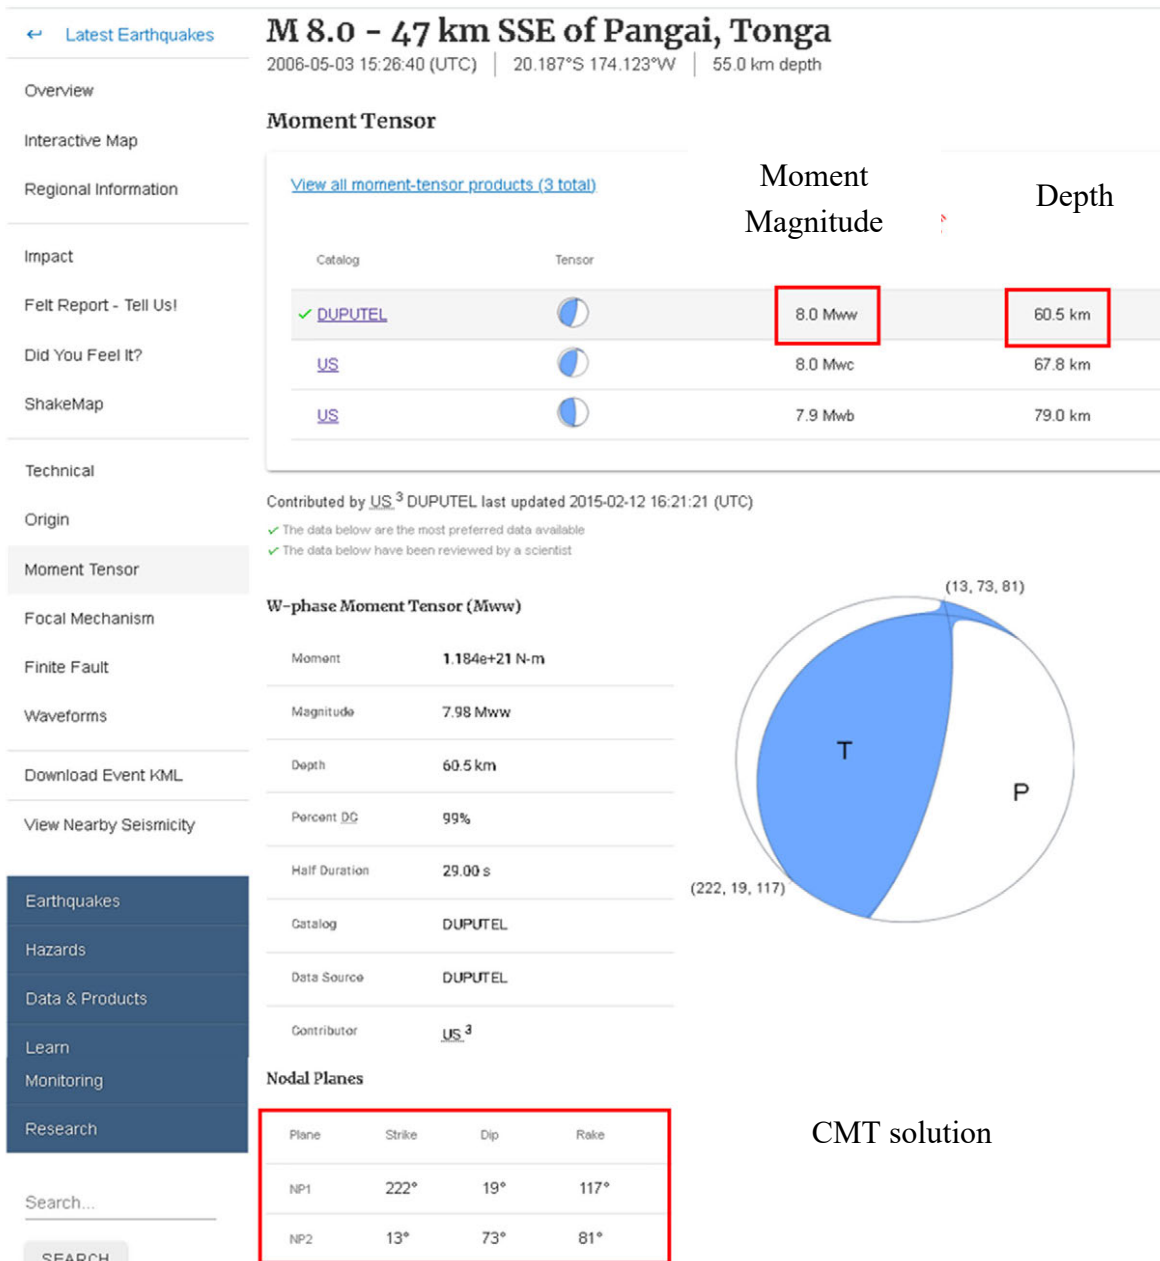 ↵ Latest Earthquakes
Overview
Interactive Map
Regional Information
Impact
Felt Report - Tell Us!
Did You Feel It?
ShakeMap
Technical
Origin
Moment Tensor
Focal Mechanism
Finite Fault
Waveforms
Download Event KML
View Nearby Seismicity
Earthquakes
Hazards
Data & Products
Learn
Monitoring
Research
Search...
SEARCH
M 8.0 - 47 km SSE of Pangai, Tonga
2006-05-03 15:26:40 (UTC) | 20.187°S 174.123°W | 55.0 km depth
Moment Tensor
View all moment-tensor products (3 total)
Moment
Magnitude
Depth
Catalog Tensor
✓ DUPUTEL 8.0 Mww 60.5 km
US 8.0 Mwc 67.8 km
US 7.9 Mwb 79.0 km
Contributed by US 3 DUPUTEL last updated 2015-02-12 16:21:21 (UTC)
✓ The data below are the most preferred data available
✓ The data below have been reviewed by a scientist
W-phase Moment Tensor (Mww)
Moment 1.184e+21 N-m
Magnitude 7.98 Mww
Depth 60.5 km
Percent DC 99%
Half Duration 29.00 s
Catalog DUPUTEL
Data Source DUPUTEL
Contributor US 3
(13, 73, 81)
T
P
(222, 19, 117)
Nodal Planes
Plane Strike Dip Rake
NP1 222° 19° 117°
NP2 13° 73° 81°
CMT solution